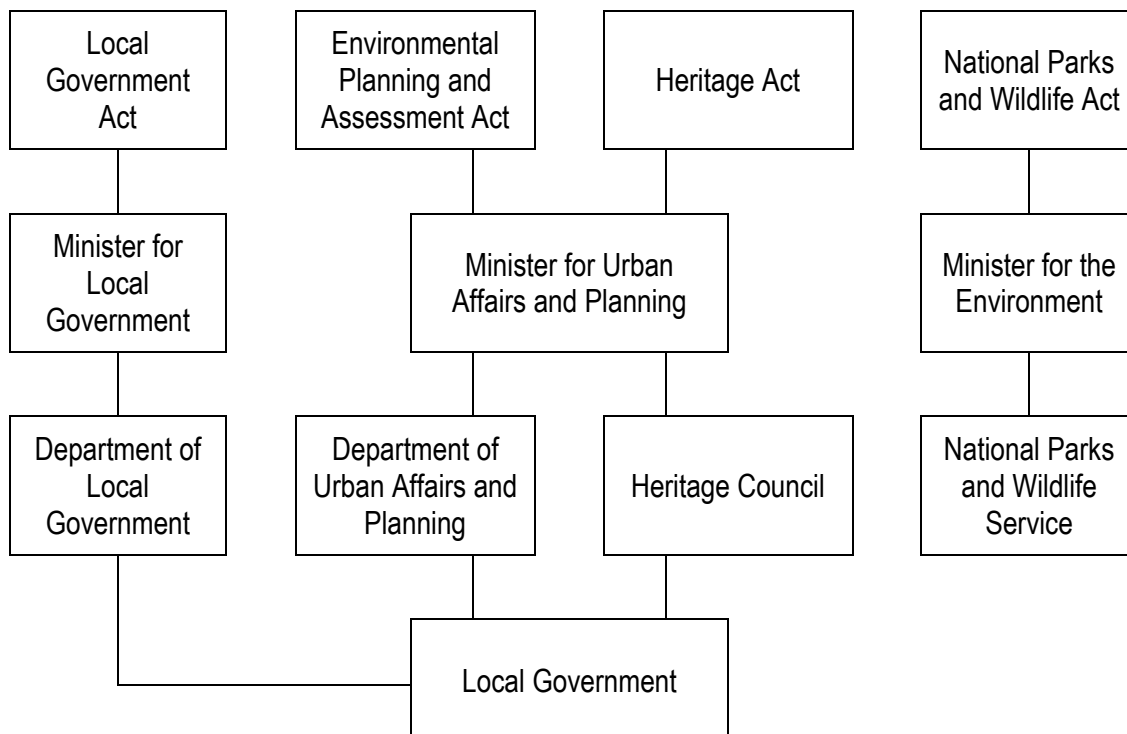 Local
Government
Act
Environmental
Planning and
Assessment Act
Heritage Act
National Parks
and Wildlife Act
Minister for
Local
Government
Minister for Urban
Affairs and Planning
Minister for the
Environment
Department of
Local
Government
Department of
Urban Affairs and
Planning
Heritage Council
National Parks
and Wildlife
Service
Local Government